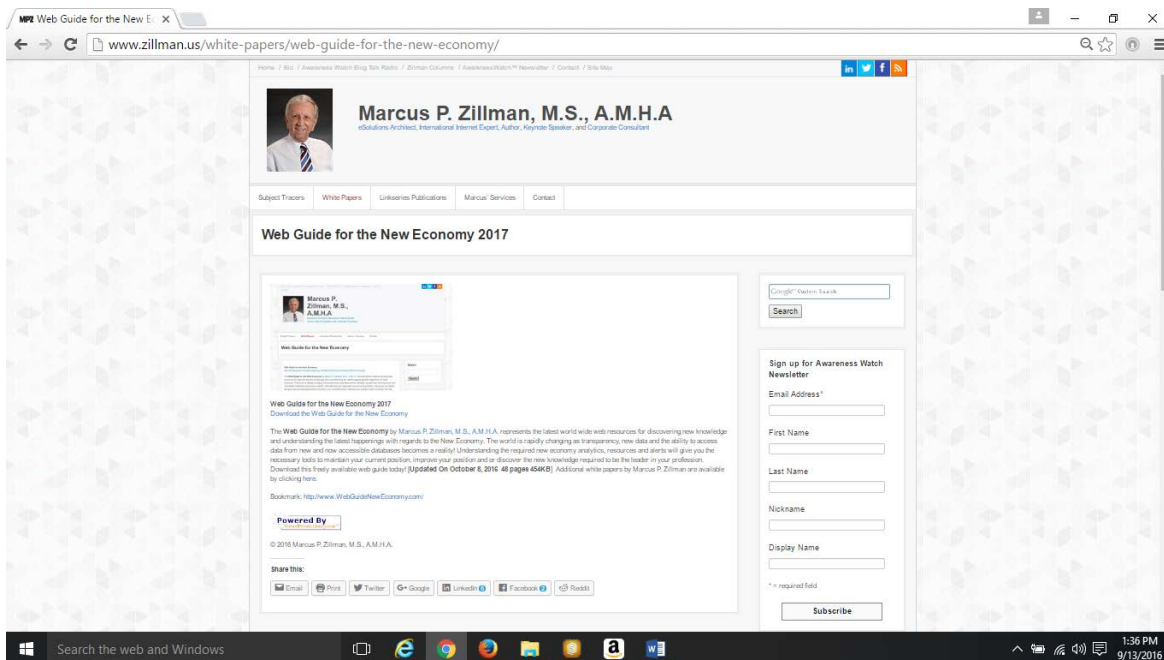 MPZ Web Guide for the New E
www.zillman.us/white-papers/web-guide-for-the-new-economy/
Home / Bio / Awareness Watch Blog Talk Radio / Zillman Columns / AwarenessWatch™ Newsletter / Contact / Site Map
Marcus P. Zillman, M.S., A.M.H.A
eSolutions Architect, International Internet Expert, Author, Keynote Speaker, and Corporate Consultant
Subject Tracers White Papers Linkseries Publications Marcus' Services Contact
Web Guide for the New Economy 2017
Marcus P.
Zillman, M.S.,
A.M.H.A
Web Guide for the New Economy
Web Guide for the New Economy 2017
Download the Web Guide for the New Economy
The Web Guide for the New Economy by Marcus P. Zillman, M.S., A.M.H.A. represents the latest world wide web resources for discovering new knowledge
and understanding the latest happenings with regards to the New Economy. The world is rapidly changing as transparency, new data and the ability to access
data from new and now accessible databases becomes a reality! Understanding the required new economy analytics, resources and alerts will give you the
necessary tools to maintain your current position, improve your position and or discover the new knowledge required to be the leader in your profession.
Download this freely available web guide today! [Updated On October 8, 2016 48 pages 454KB] Additional white papers by Marcus P. Zillman are available
by clicking here.
Bookmark: http://www.WebGuideNewEconomy.com/
Powered By
© 2016 Marcus P. Zillman, M.S., A.M.H.A.
Share this:
Email Print Twitter G+ Google LinkedIn Facebook Reddit
Google™ Custom Search
Search
Sign up for Awareness Watch
Newsletter
Email Address*
First Name
Last Name
Nickname
Display Name
* = required field
Subscribe
Search the web and Windows
1:36 PM
9/13/2016